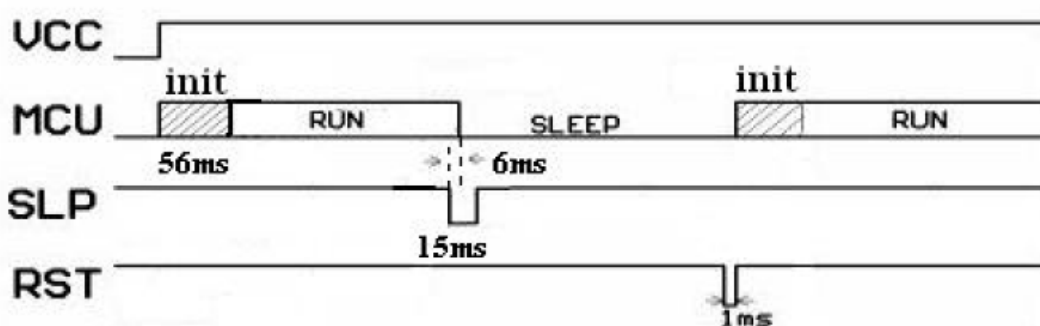 VCC
init
init
MCU
RUN
SLEEP
RUN
56ms
6ms
SLP
15ms
RST
1ms